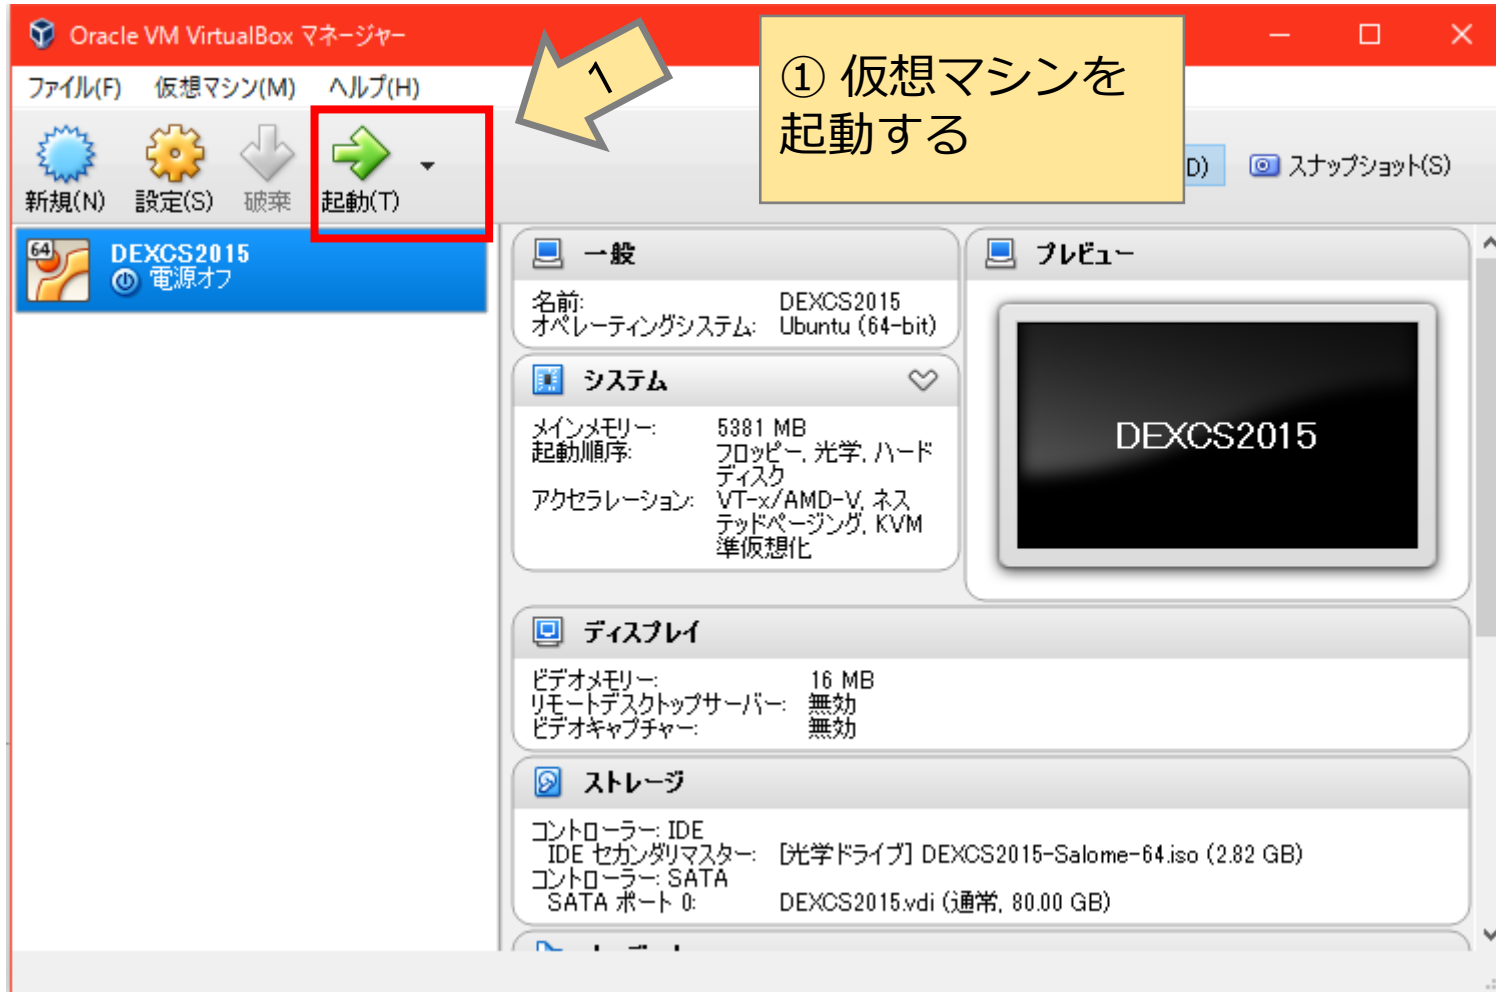 Oracle VM VirtualBox マネージャー
ファイル(F) 仮想マシン(M) ヘルプ(H)
1
① 仮想マシンを
起動する
新規(N) 設定(S) 破棄 起動(T)
D) スナップショット(S)
64
DEXCS2015
電源オフ
一般
名前: DEXCS2015
オペレーティングシステム: Ubuntu (64-bit)
プレビュー
DEXCS2015
システム
メインメモリー: 5381 MB
起動順序: フロッピー, 光学, ハード
ディスク
アクセラレーション: VT-x/AMD-V, ネス
テッドページング, KVM
準仮想化
ディスプレイ
ビデオメモリー: 16 MB
リモートデスクトップサーバー: 無効
ビデオキャプチャー: 無効
ストレージ
コントローラー: IDE
IDE セカンダリマスター: [光学ドライブ] DEXCS2015-Salome-64.iso (2.82 GB)
コントローラー: SATA
SATA ポート 0: DEXCS2015.vdi (通常, 80.00 GB)